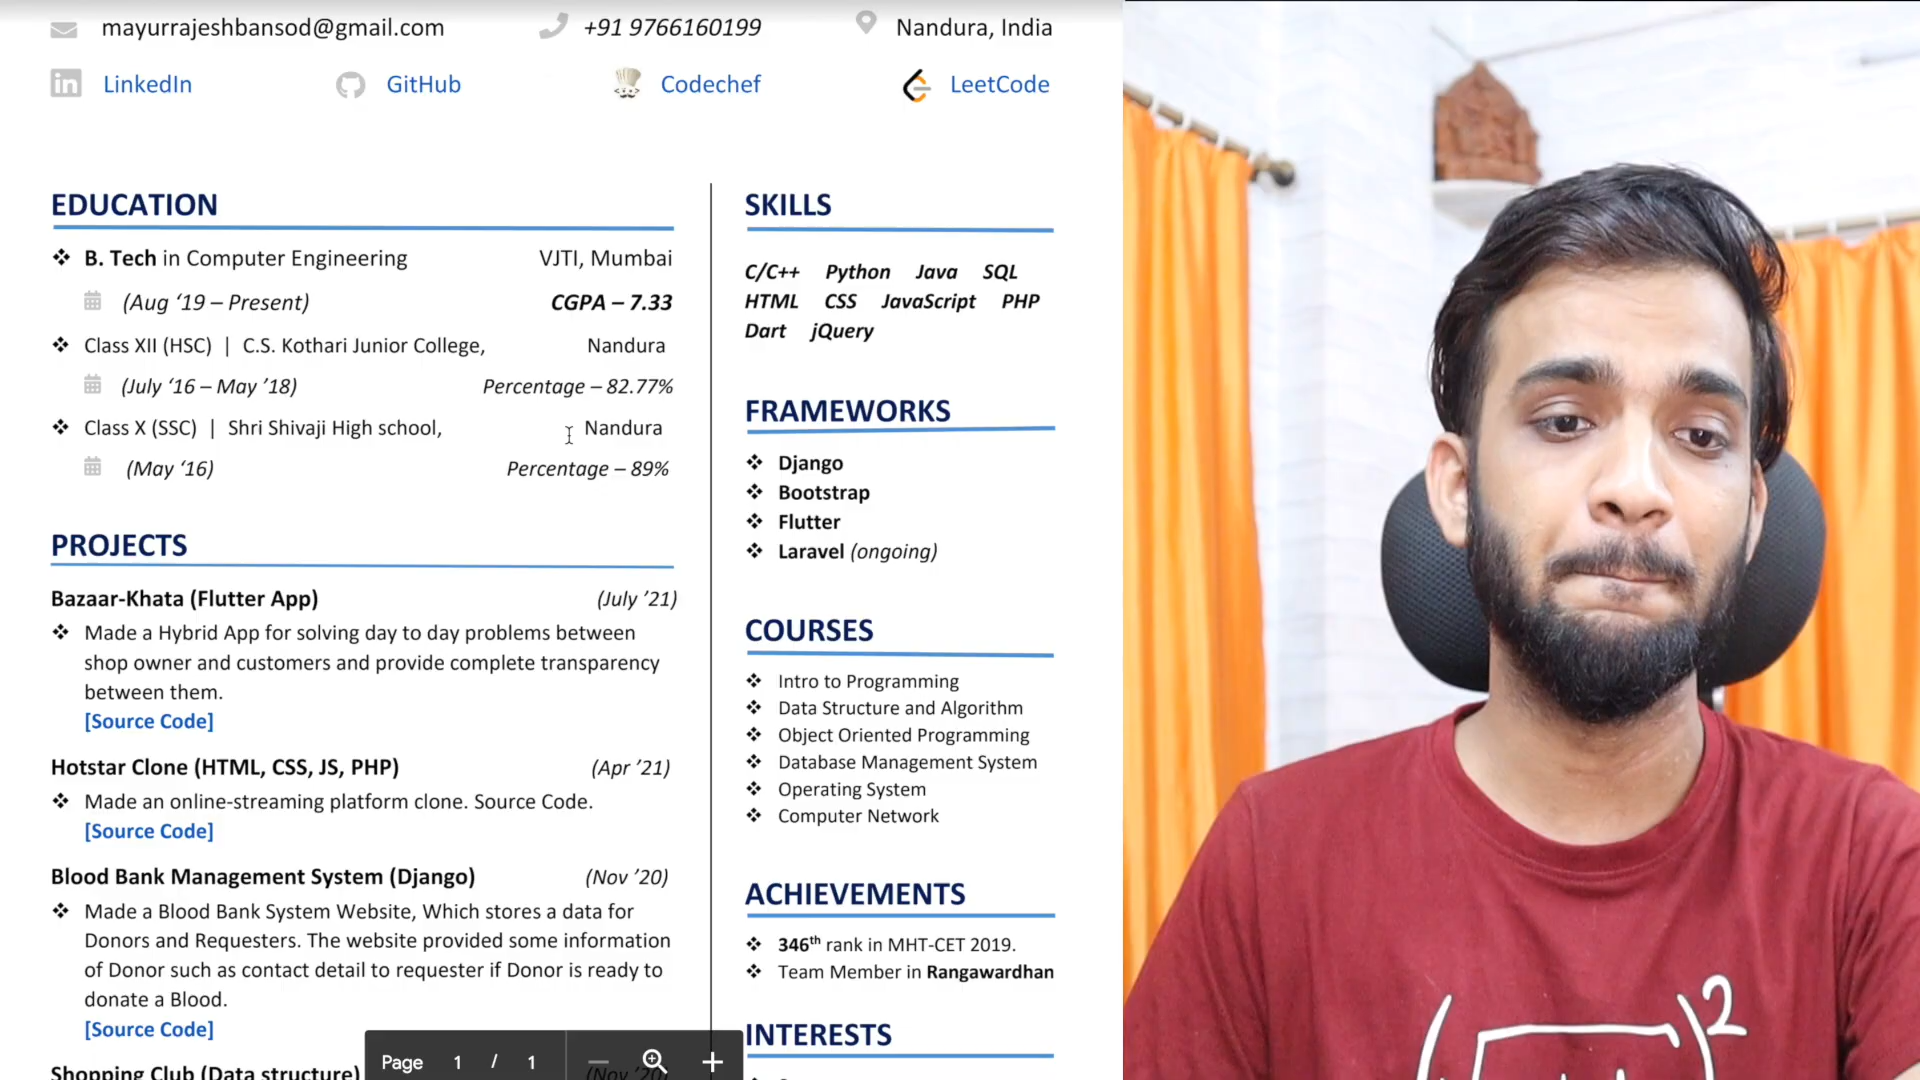 mayurrajeshbansod@gmail.com +91 9766160199 Nandura, India
LinkedIn GitHub Codechef LeetCode
EDUCATION
B. Tech in Computer Engineering VJTI, Mumbai
(Aug ‘19 – Present) CGPA – 7.33
Class XII (HSC) | C.S. Kothari Junior College, Nandura
(July ‘16 – May ’18) Percentage – 82.77%
Class X (SSC) | Shri Shivaji High school, Nandura
(May ‘16) Percentage – 89%
PROJECTS
Bazaar-Khata (Flutter App) (July ’21)
Made a Hybrid App for solving day to day problems between
shop owner and customers and provide complete transparency
between them.
[Source Code]
Hotstar Clone (HTML, CSS, JS, PHP) (Apr ’21)
Made an online-streaming platform clone. Source Code.
[Source Code]
Blood Bank Management System (Django) (Nov ’20)
Made a Blood Bank System Website, Which stores a data for
Donors and Requesters. The website provided some information
of Donor such as contact detail to requester if Donor is ready to
donate a Blood.
[Source Code]
Shopping Club (Data structure) (Nov ’20)
SKILLS
C/C++ Python Java SQL
HTML CSS JavaScript PHP
Dart jQuery
FRAMEWORKS
Django
Bootstrap
Flutter
Laravel (ongoing)
COURSES
Intro to Programming
Data Structure and Algorithm
Object Oriented Programming
Database Management System
Operating System
Computer Network
ACHIEVEMENTS
346th rank in MHT-CET 2019.
Team Member in Rangawardhan
INTERESTS
Page 1 / 1
2